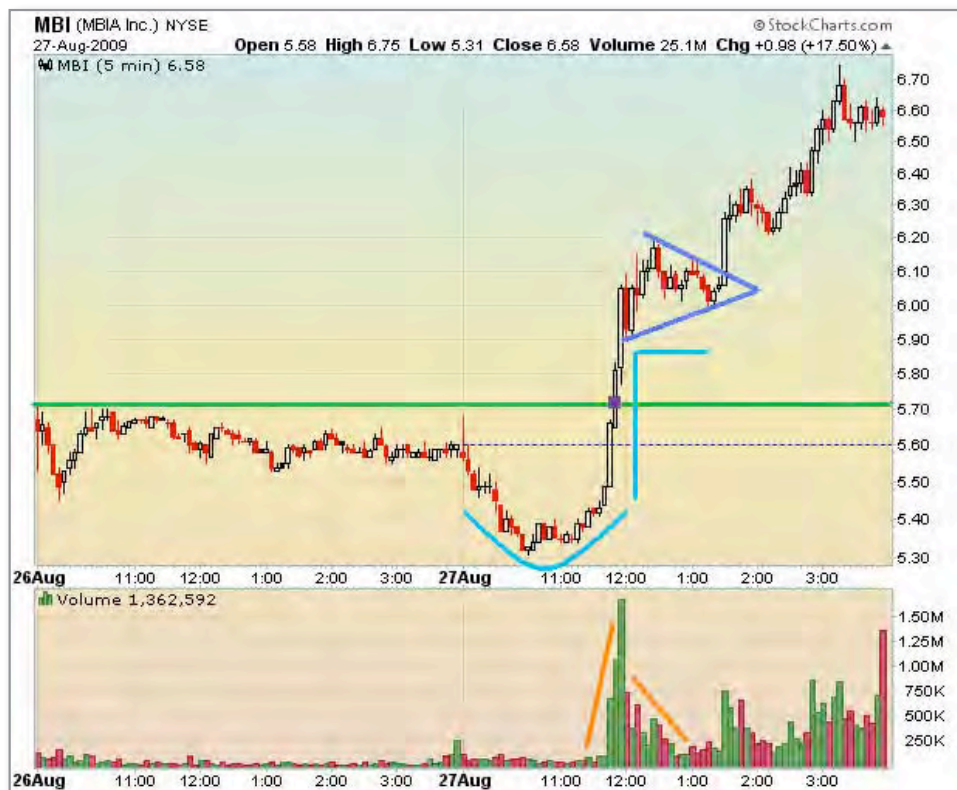 MBI (MBIA Inc.) NYSE © StockCharts.com
27-Aug-2009 Open 5.58 High 6.75 Low 5.31 Close 6.58 Volume 25.1M Chg +0.98 (+17.50%)
MBI (5 min) 6.58
6.70
6.60
6.50
6.40
6.30
6.20
6.10
6.00
5.90
5.80
5.70
5.60
5.50
5.40
5.30
26Aug 11:00 12:00 1:00 2:00 3:00 27Aug 11:00 12:00 1:00 2:00 3:00
Volume 1,362,592
1.50M
1.25M
1.00M
750K
500K
250K
26Aug 11:00 12:00 1:00 2:00 3:00 27Aug 11:00 12:00 1:00 2:00 3:00